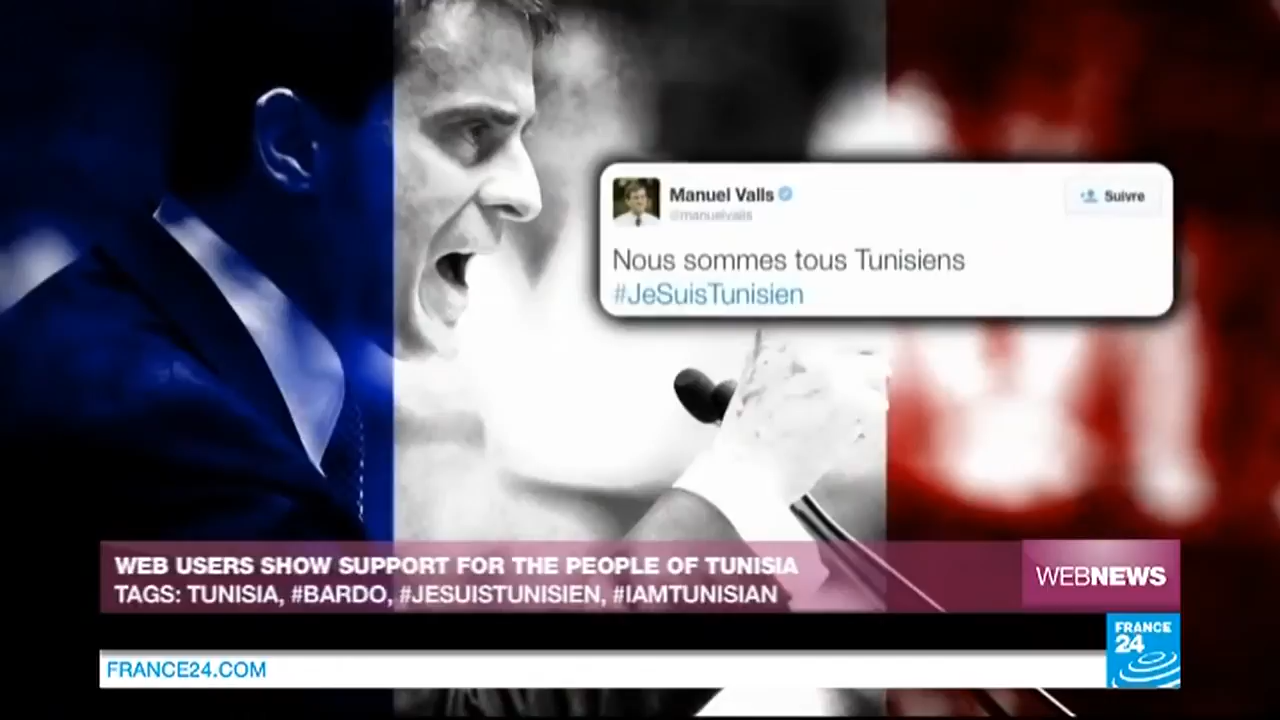 Manuel Valls
@manuelvalls
Suivre
Nous sommes tous Tunisiens
#JeSuisTunisien
WEB USERS SHOW SUPPORT FOR THE PEOPLE OF TUNISIA
TAGS: TUNISIA, #BARDO, #JESUISTUNISIEN, #IAMTUNISIAN
WEBNEWS
FRANCE
24
FRANCE24.COM